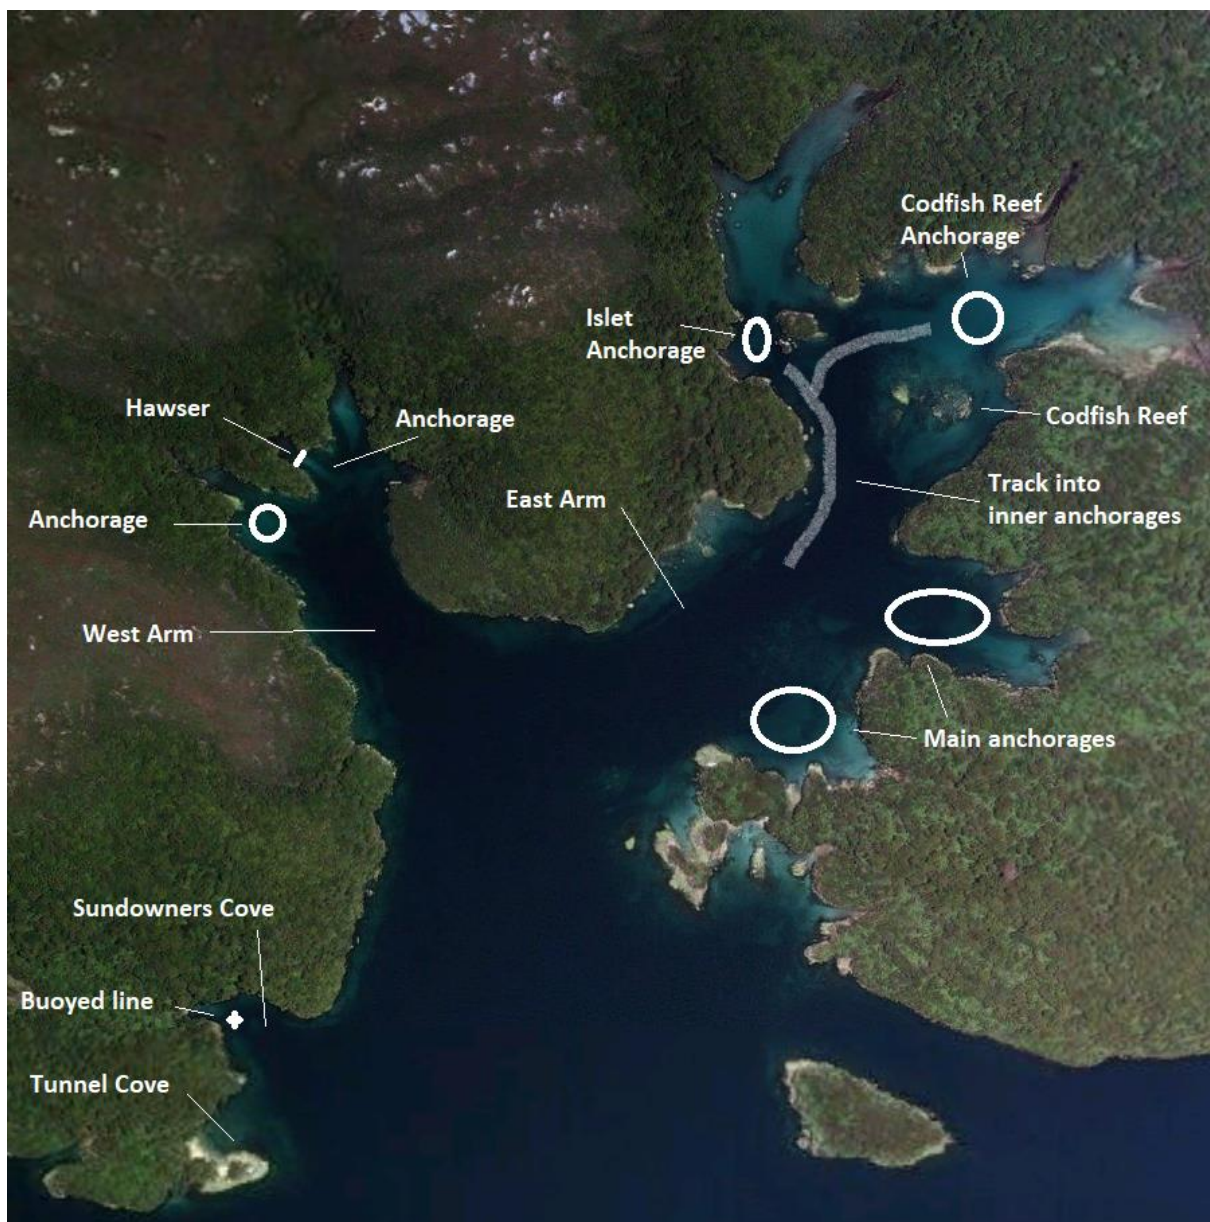 Codfish Reef
Anchorage
Islet
Anchorage
Hawser
Anchorage
Codfish Reef
Anchorage
East Arm
Track into
inner anchorages
West Arm
Main anchorages
Sundowners Cove
Buoyed line
Tunnel Cove